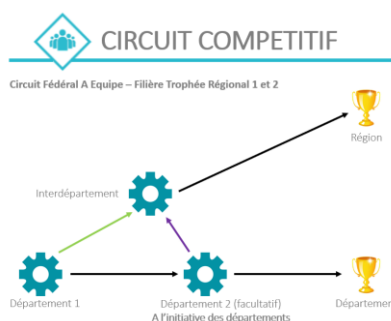 CIRCUIT COMPETITIF
Circuit Fédéral A Equipe – Filière Trophée Régional 1 et 2
Région
Interdépartement
Département 1
Département 2 (facultatif)
A l'initiative des départements
Départemen